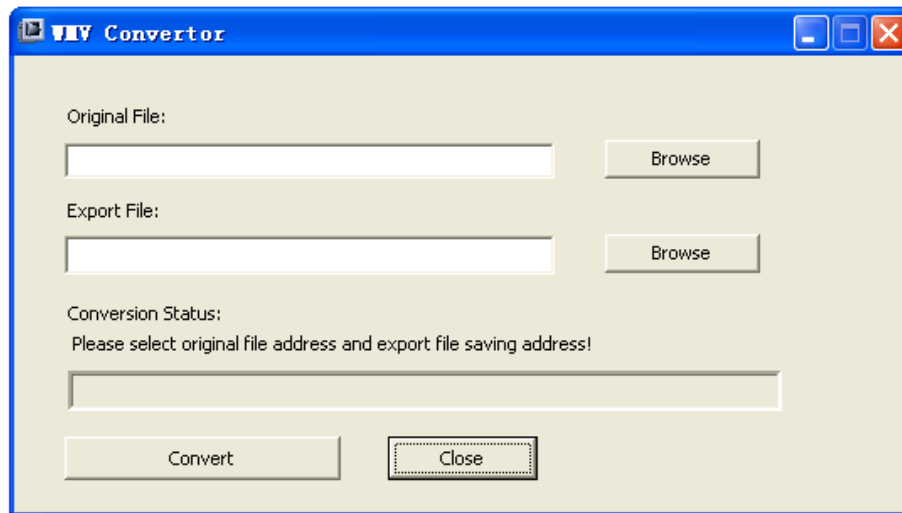 WMV Convertor
Original File:
Browse
Export File:
Browse
Conversion Status:
Please select original file address and export file saving address!
Convert
Close